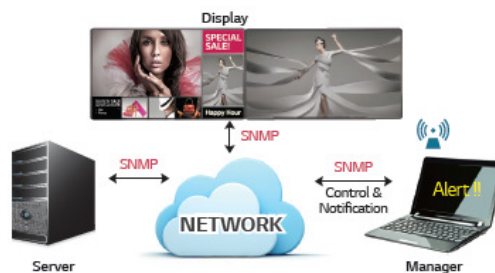 Display
SPECIAL
SALE!
Happy Hour
SNMP
SNMP
SNMP
Control &
Notification
NETWORK
Alert !!
Server
Manager